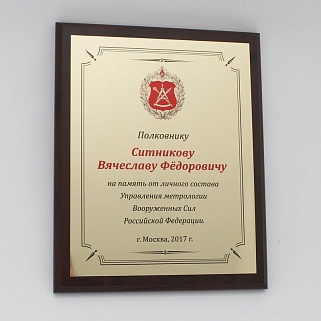 Полковнику
Ситникову
Вячеславу Фёдоровичу
на память от личного состава
Управления метрологии
Вооруженных Сил
Российской Федерации.
г. Москва, 2017 г.